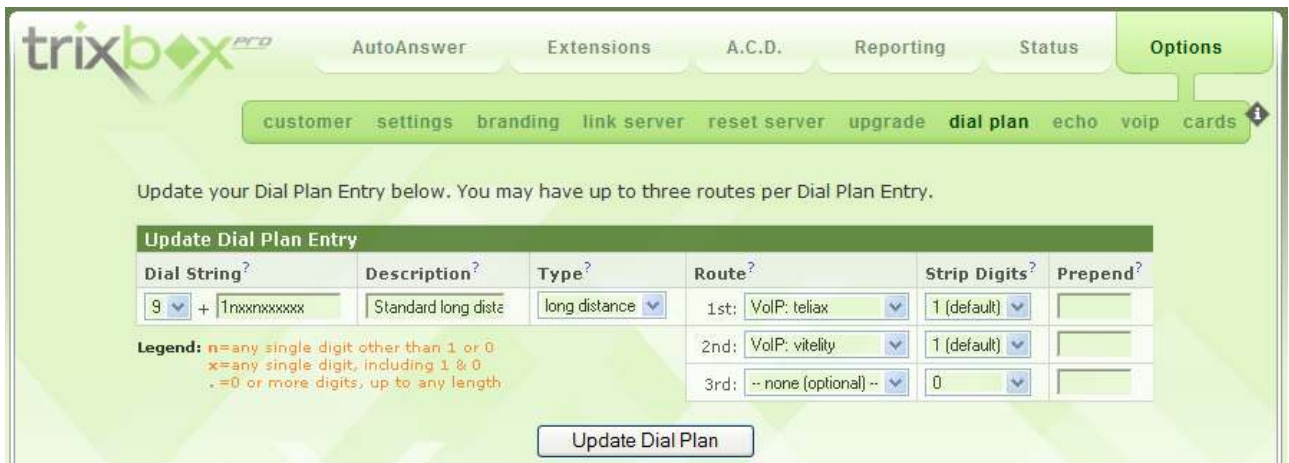 trixbox pro
AutoAnswer Extensions A.C.D. Reporting Status Options
customer settings branding link server reset server upgrade dial plan echo voip cards i
Update your Dial Plan Entry below. You may have up to three routes per Dial Plan Entry.
Update Dial Plan Entry
Dial String? Description? Type? Route? Strip Digits? Prepend?
9 + 1nxxnxxxxxx Standard long dista long distance 1st: VoIP: teliax 1 (default)
Legend: n=any single digit other than 1 or 0 2nd: VoIP: vitelity 1 (default)
x=any single digit, including 1 & 0
. =0 or more digits, up to any length 3rd: -- none (optional) -- 0
Update Dial Plan